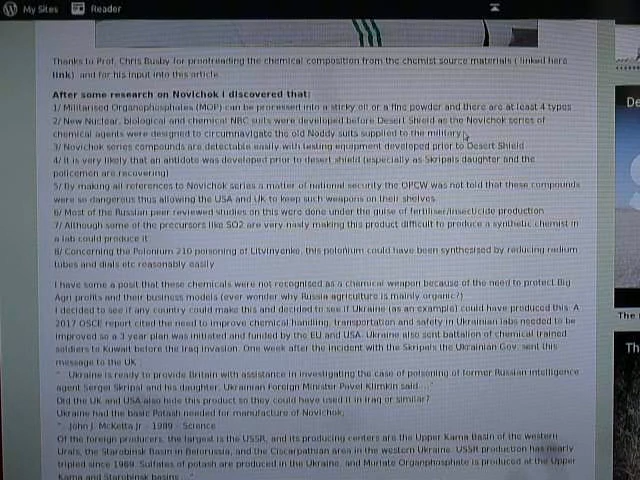 My Sites Reader
Thanks to Prof. Chris Busby for proofreading the chemical composition from the chemist source materials ( linked here
link) and for his input into this article.
After some research on Novichok I discovered that:
1/ Militarised Organophosphates (MOP) can be processed into a sticky oil or a fine powder and there are at least 4 types
2/ New Nuclear, biological and chemical NBC suits were developed before Desert Shield as the Novichok series of
chemical agents were designed to circumnavigate the old Noddy suits supplied to the military
3/ Novichok series compounds are detectable easily with testing equipment developed prior to Desert Shield
4/ It is very likely that an antidote was developed prior to desert shield (especially as Skripals daughter and the
policemen are recovering)
5/ By making all references to Novichok series a matter of national security the OPCW was not told that these compounds
were so dangerous thus allowing the USA and UK to keep such weapons on their shelves
6/ Most of the Russian peer reviewed studies on this were done under the guise of fertiliser/insecticide production
7/ Although some of the precursors like SO2 are very nasty making this product difficult to produce a synthetic chemist in
a lab could produce it
8/ Concerning the Polonium 210 poisoning of Litvinyenko, this polonium could have been synthesised by reducing radium
tubes and dials etc reasonably easily
I have some a posit that these chemicals were not recognised as a chemical weapon because of the need to protect Big
Agri profits and their business models (ever wonder why Russia agriculture is mainly organic?)
I decided to see if any country could make this and decided to see if Ukraine (as an example) could have produced this. A
2017 OSCE report cited the need to improve chemical handling, transportation and safety in Ukrainian labs needed to be
improved so a 3 year plan was initiated and funded by the EU and USA. Ukraine also sent battalion of chemical trained
soldiers to Kuwait before the Iraq invasion. One week after the incident with the Skripals the Ukrainian Gov. sent this
message to the UK
"...Ukraine is ready to provide Britain with assistance in investigating the case of poisoning of former Russian intelligence
agent Sergei Skripal and his daughter, Ukrainian Foreign Minister Pavel Klimkin said...."
Did the UK and USA also hide this product so they could have used it in Iraq or similar?
Ukraine had the basic Potash needed for manufacture of Novichok;
"...John J. McKetta Jr - 1989 - Science
Of the foreign producers, the largest is the USSR, and its producing centers are the Upper Kama Basin of the western
Urals, the Starobinsk Basin in Belorussia, and the Ciscarpathian area in the western Ukraine. USSR production has nearly
tripled since 1969. Sulfates of potash are produced in the Ukraine, and Muriate Organphosphate is produced at the Upper
Kama and Starobinsk basins ..."
De
The
Th